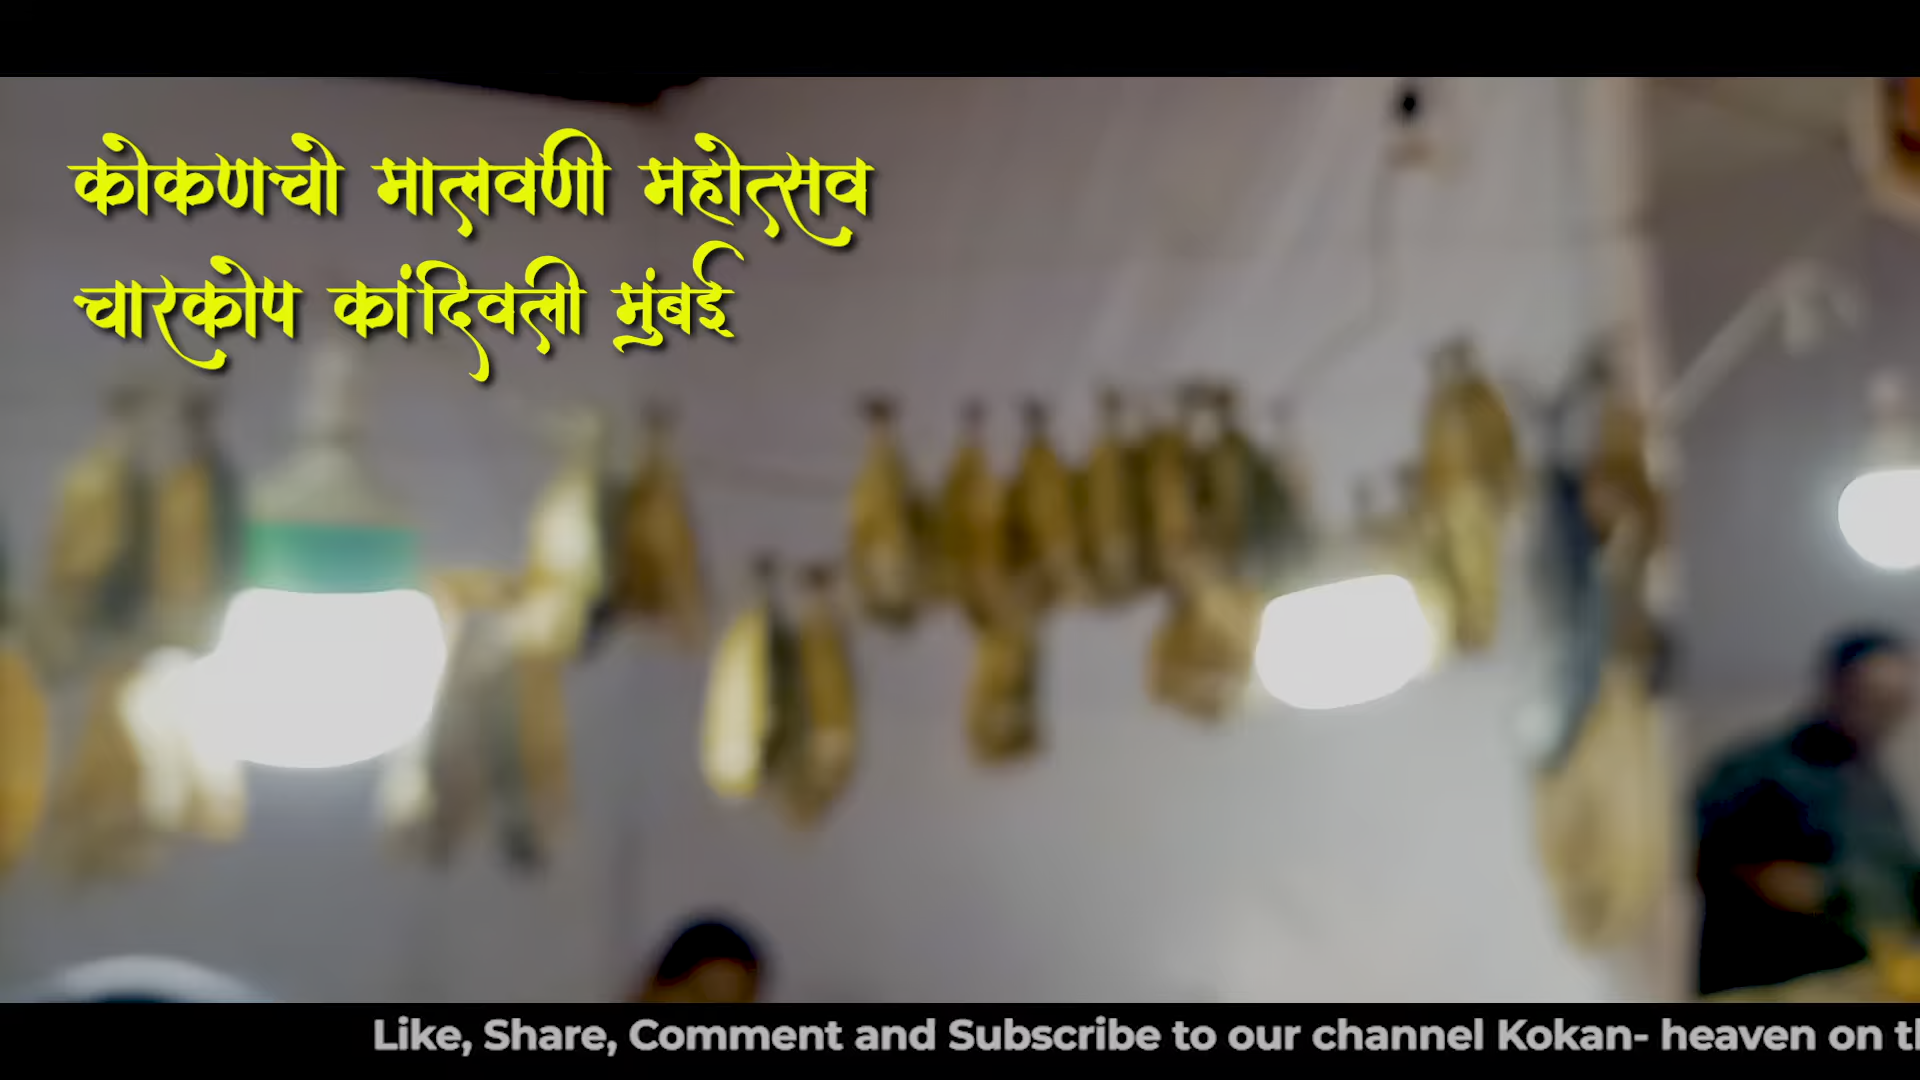 कोकणचो मालवणी महोत्सव
चारकोप कांदिवली मुंबई
Like, Share, Comment and Subscribe to our channel Kokan- heaven on